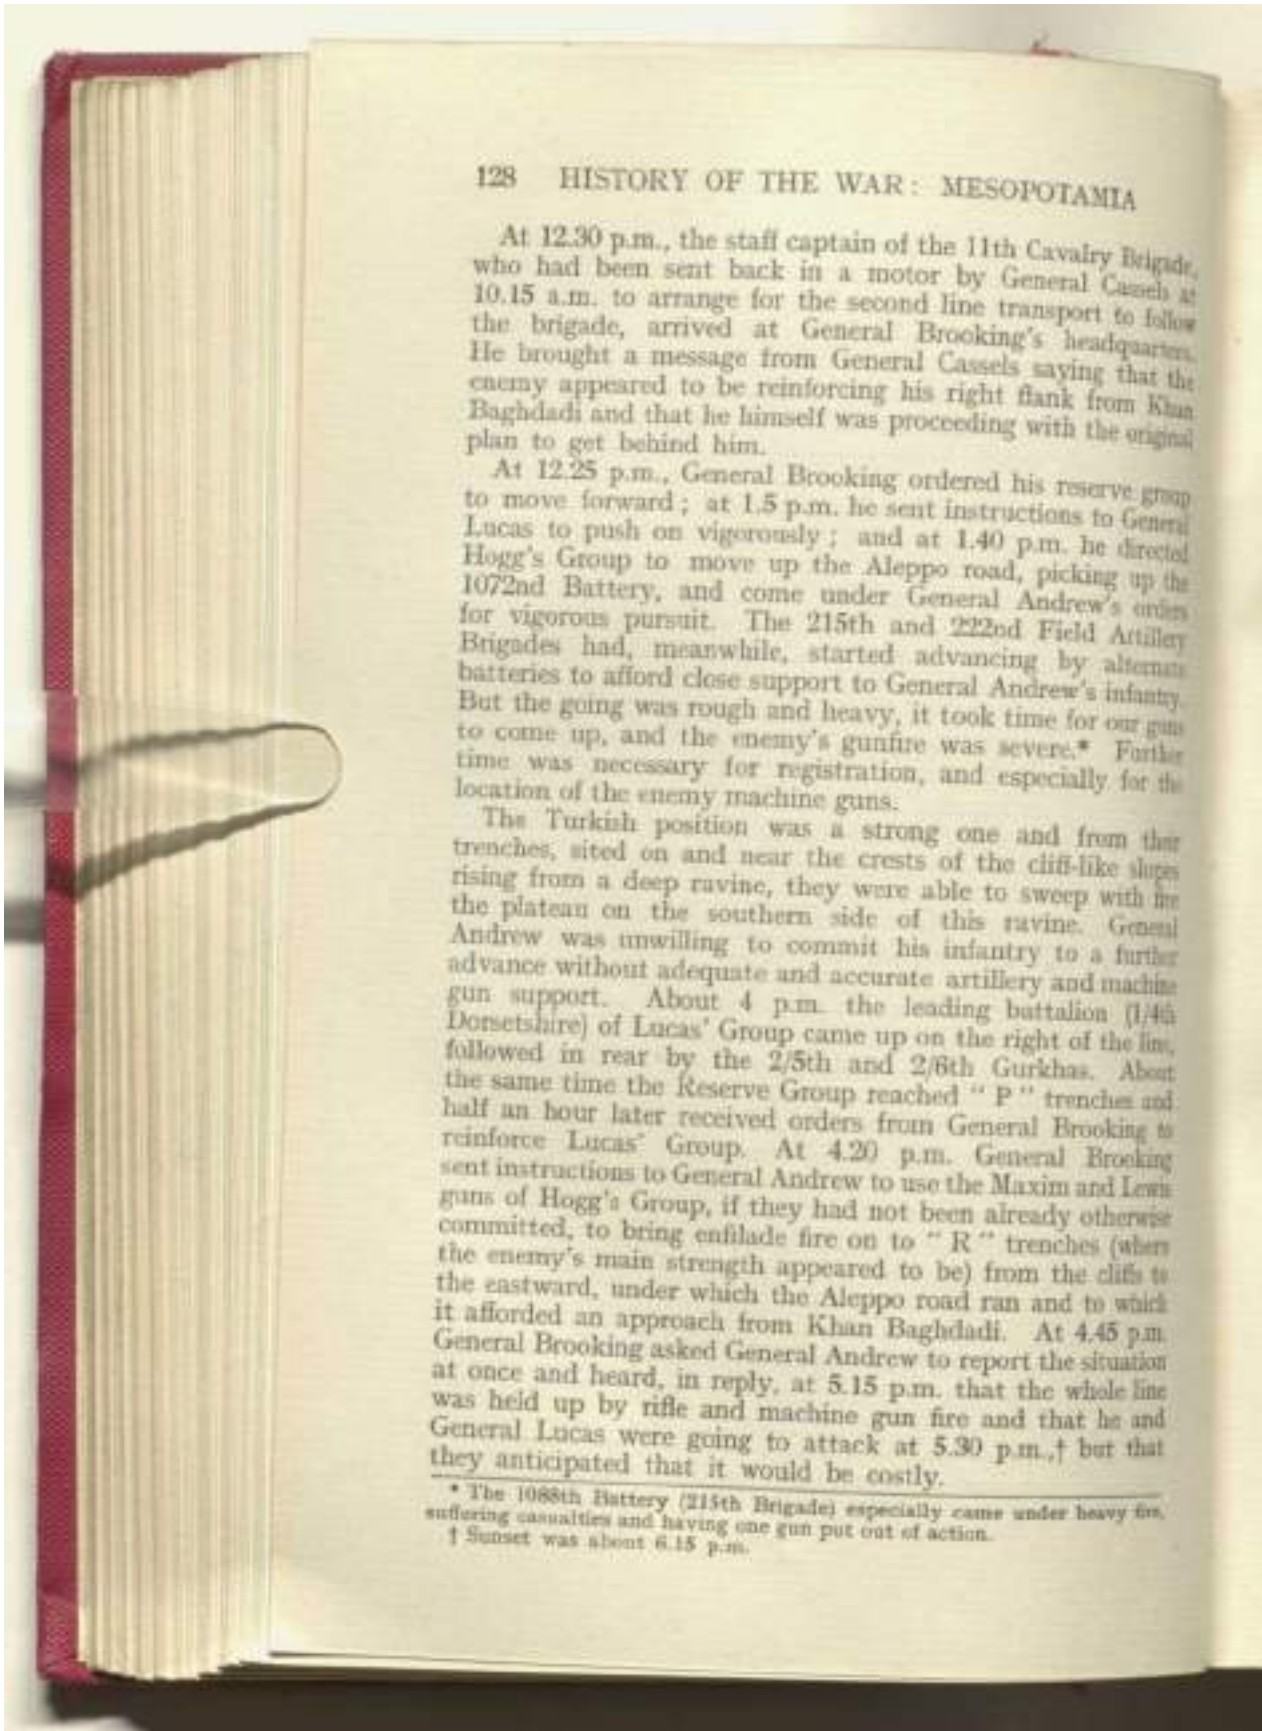 128 HISTORY OF THE WAR: MESOPOTAMIA
At 12.30 p.m., the staff captain of the 11th Cavalry Brigade,
who had been sent back in a motor by General Cassels at
10.15 a.m. to arrange for the second line transport to follow
the brigade, arrived at General Brooking's headquarters.
He brought a message from General Cassels saying that the
enemy appeared to be reinforcing his right flank from Khan
Baghdadi and that he himself was proceeding with the original
plan to get behind him.
At 12.25 p.m., General Brooking ordered his reserve group
to move forward; at 1.5 p.m. he sent instructions to General
Lucas to push on vigorously; and at 1.40 p.m. he directed
Hogg's Group to move up the Aleppo road, picking up the
1072nd Battery, and come under General Andrew's orders
for vigorous pursuit. The 215th and 222nd Field Artillery
Brigades had, meanwhile, started advancing by alternate
batteries to afford close support to General Andrew's infantry.
But the going was rough and heavy, it took time for our guns
to come up, and the enemy's gunfire was severe.* Further
time was necessary for registration, and especially for the
location of the enemy machine guns.
The Turkish position was a strong one and from their
trenches, sited on and near the crests of the cliff-like slopes
rising from a deep ravine, they were able to sweep with fire
the plateau on the southern side of this ravine. General
Andrew was unwilling to commit his infantry to a further
advance without adequate and accurate artillery and machine
gun support. About 4 p.m. the leading battalion (1/4th
Dorsetshire) of Lucas' Group came up on the right of the line,
followed in rear by the 2/5th and 2/6th Gurkhas. About
the same time the Reserve Group reached "P" trenches and
half an hour later received orders from General Brooking to
reinforce Lucas' Group. At 4.20 p.m. General Brooking
sent instructions to General Andrew to use the Maxim and Lewis
guns of Hogg's Group, if they had not been already otherwise
committed, to bring enfilade fire on to "R" trenches (where
the enemy's main strength appeared to be) from the cliffs to
the eastward, under which the Aleppo road ran and to which
it afforded an approach from Khan Baghdadi. At 4.45 p.m.
General Brooking asked General Andrew to report the situation
at once and heard, in reply, at 5.15 p.m. that the whole line
was held up by rifle and machine gun fire and that he and
General Lucas were going to attack at 5.30 p.m.,† but that
they anticipated that it would be costly.
* The 1088th Battery (215th Brigade) especially came under heavy fire,
suffering casualties and having one gun put out of action.
† Sunset was about 6.15 p.m.